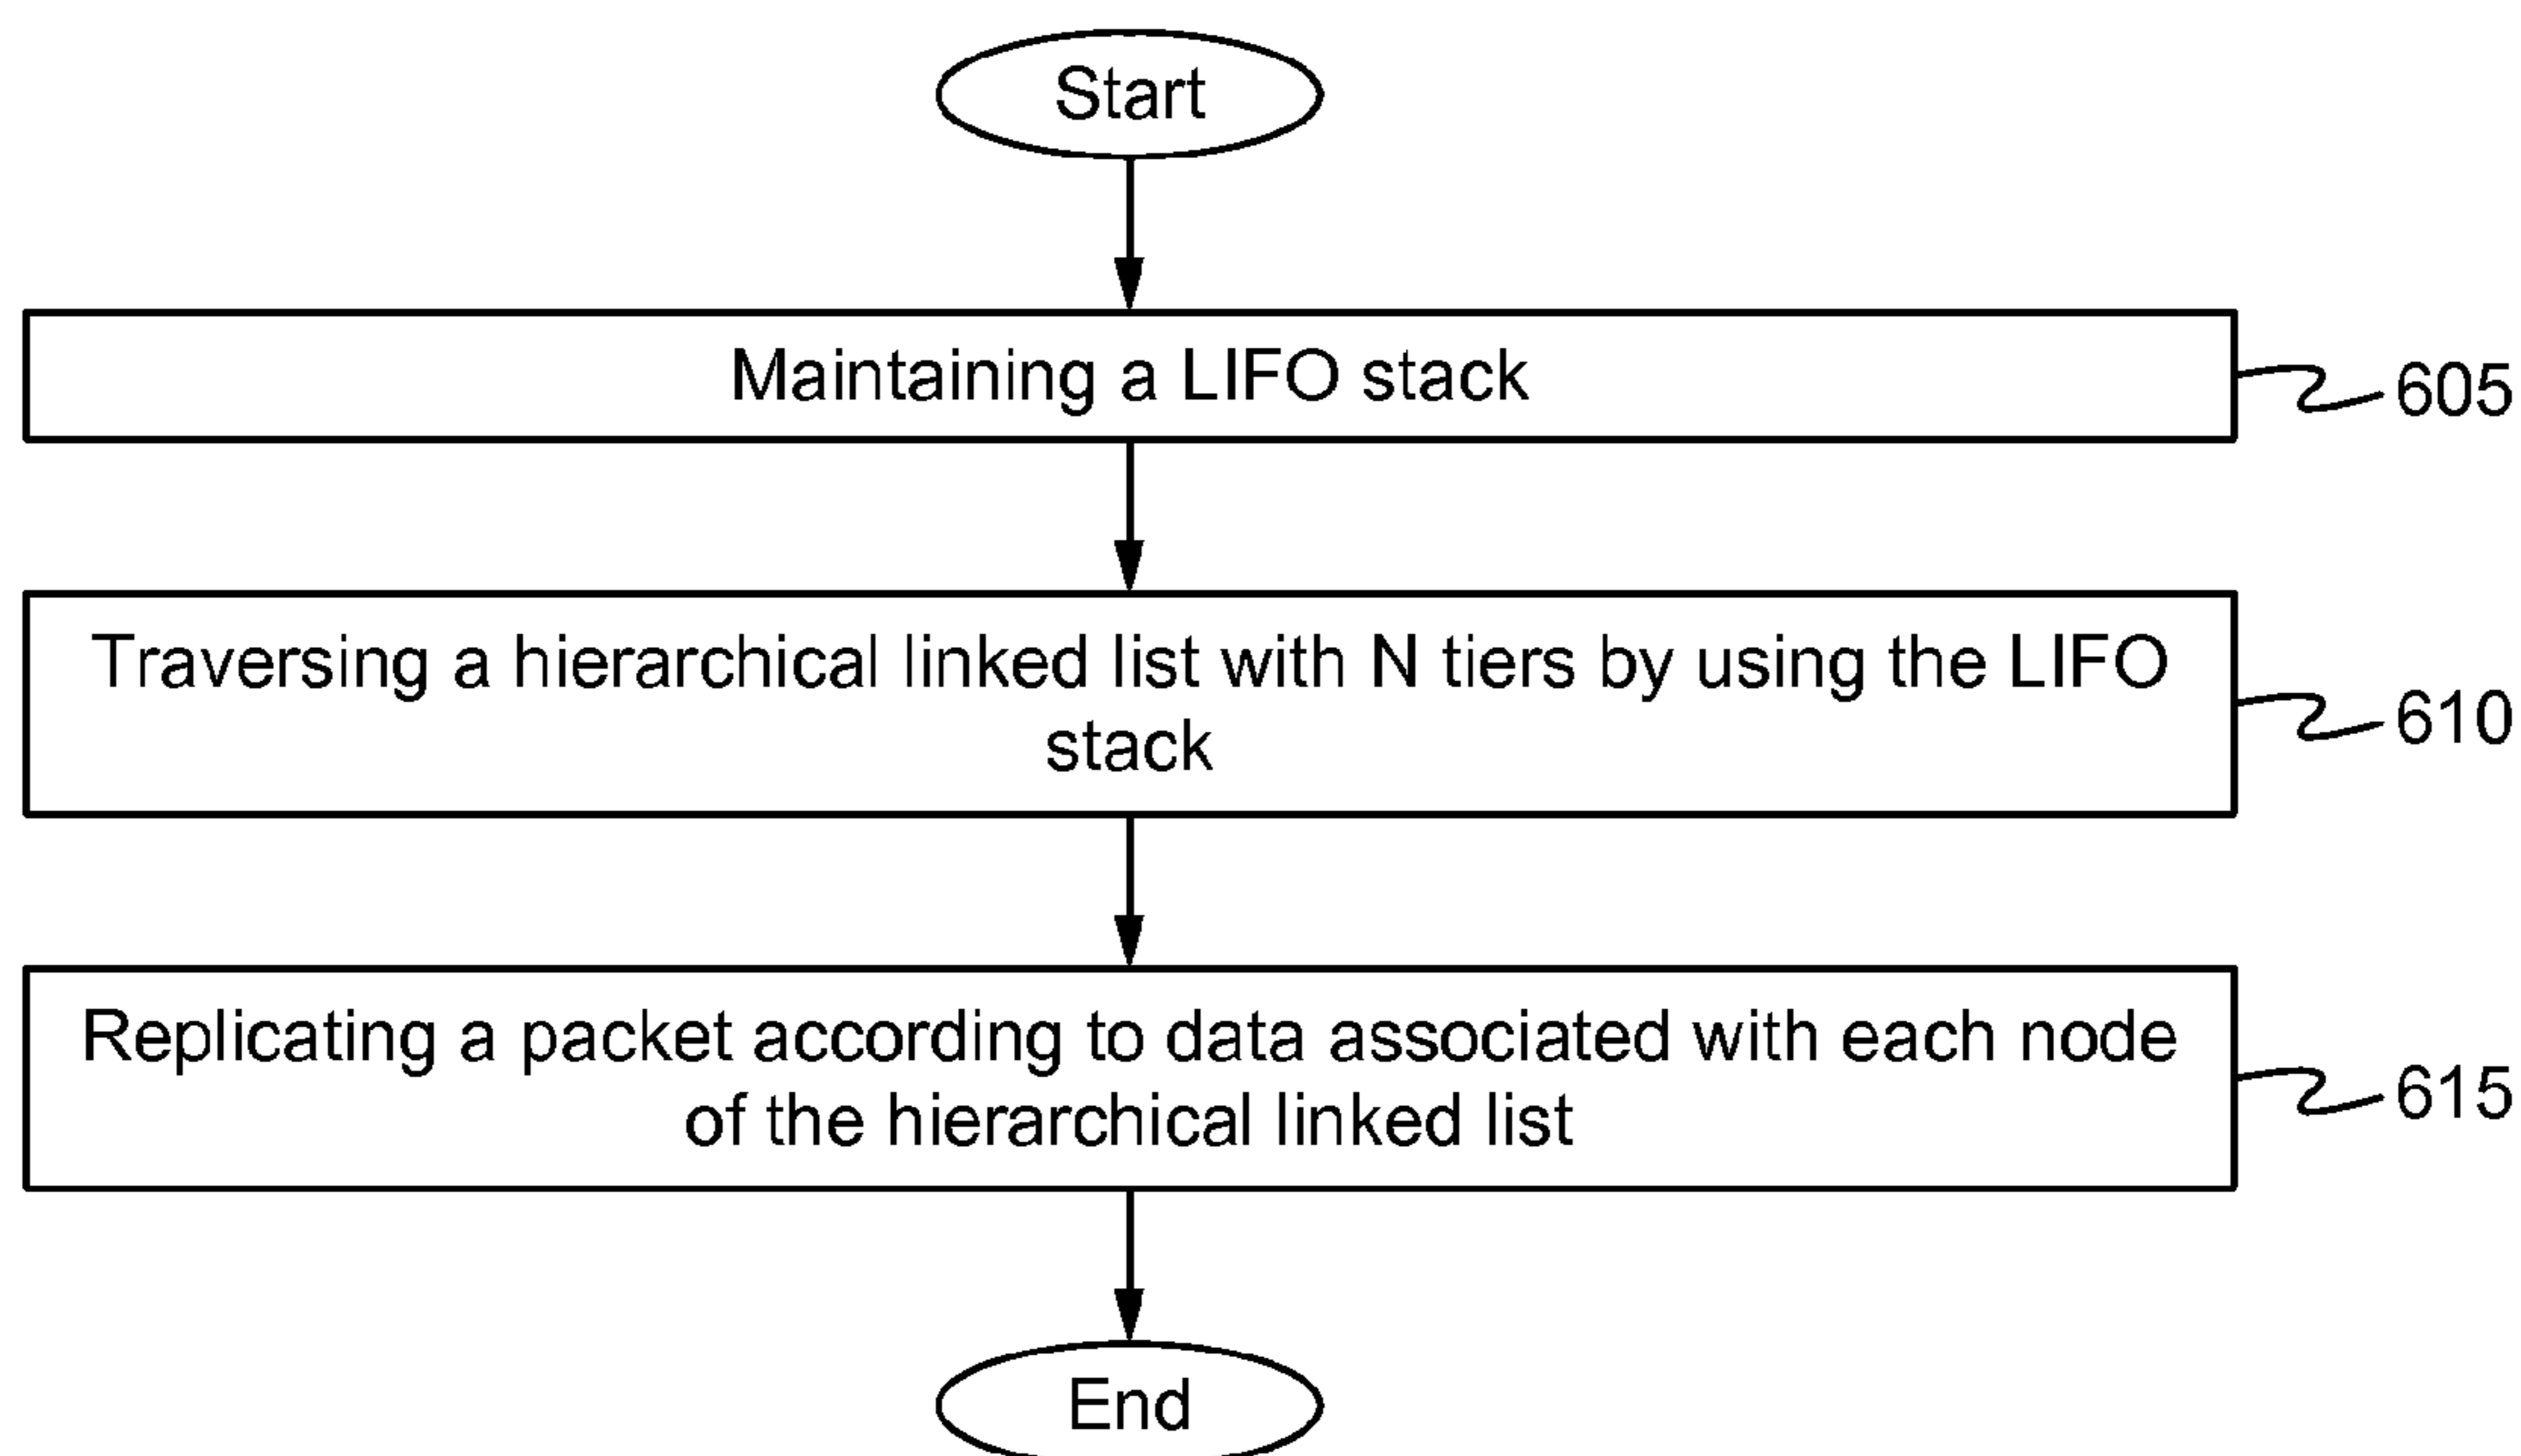 Start
Maintaining a LIFO stack
605
Traversing a hierarchical linked list with N tiers by using the LIFO
stack
610
Replicating a packet according to data associated with each node
of the hierarchical linked list
615
End